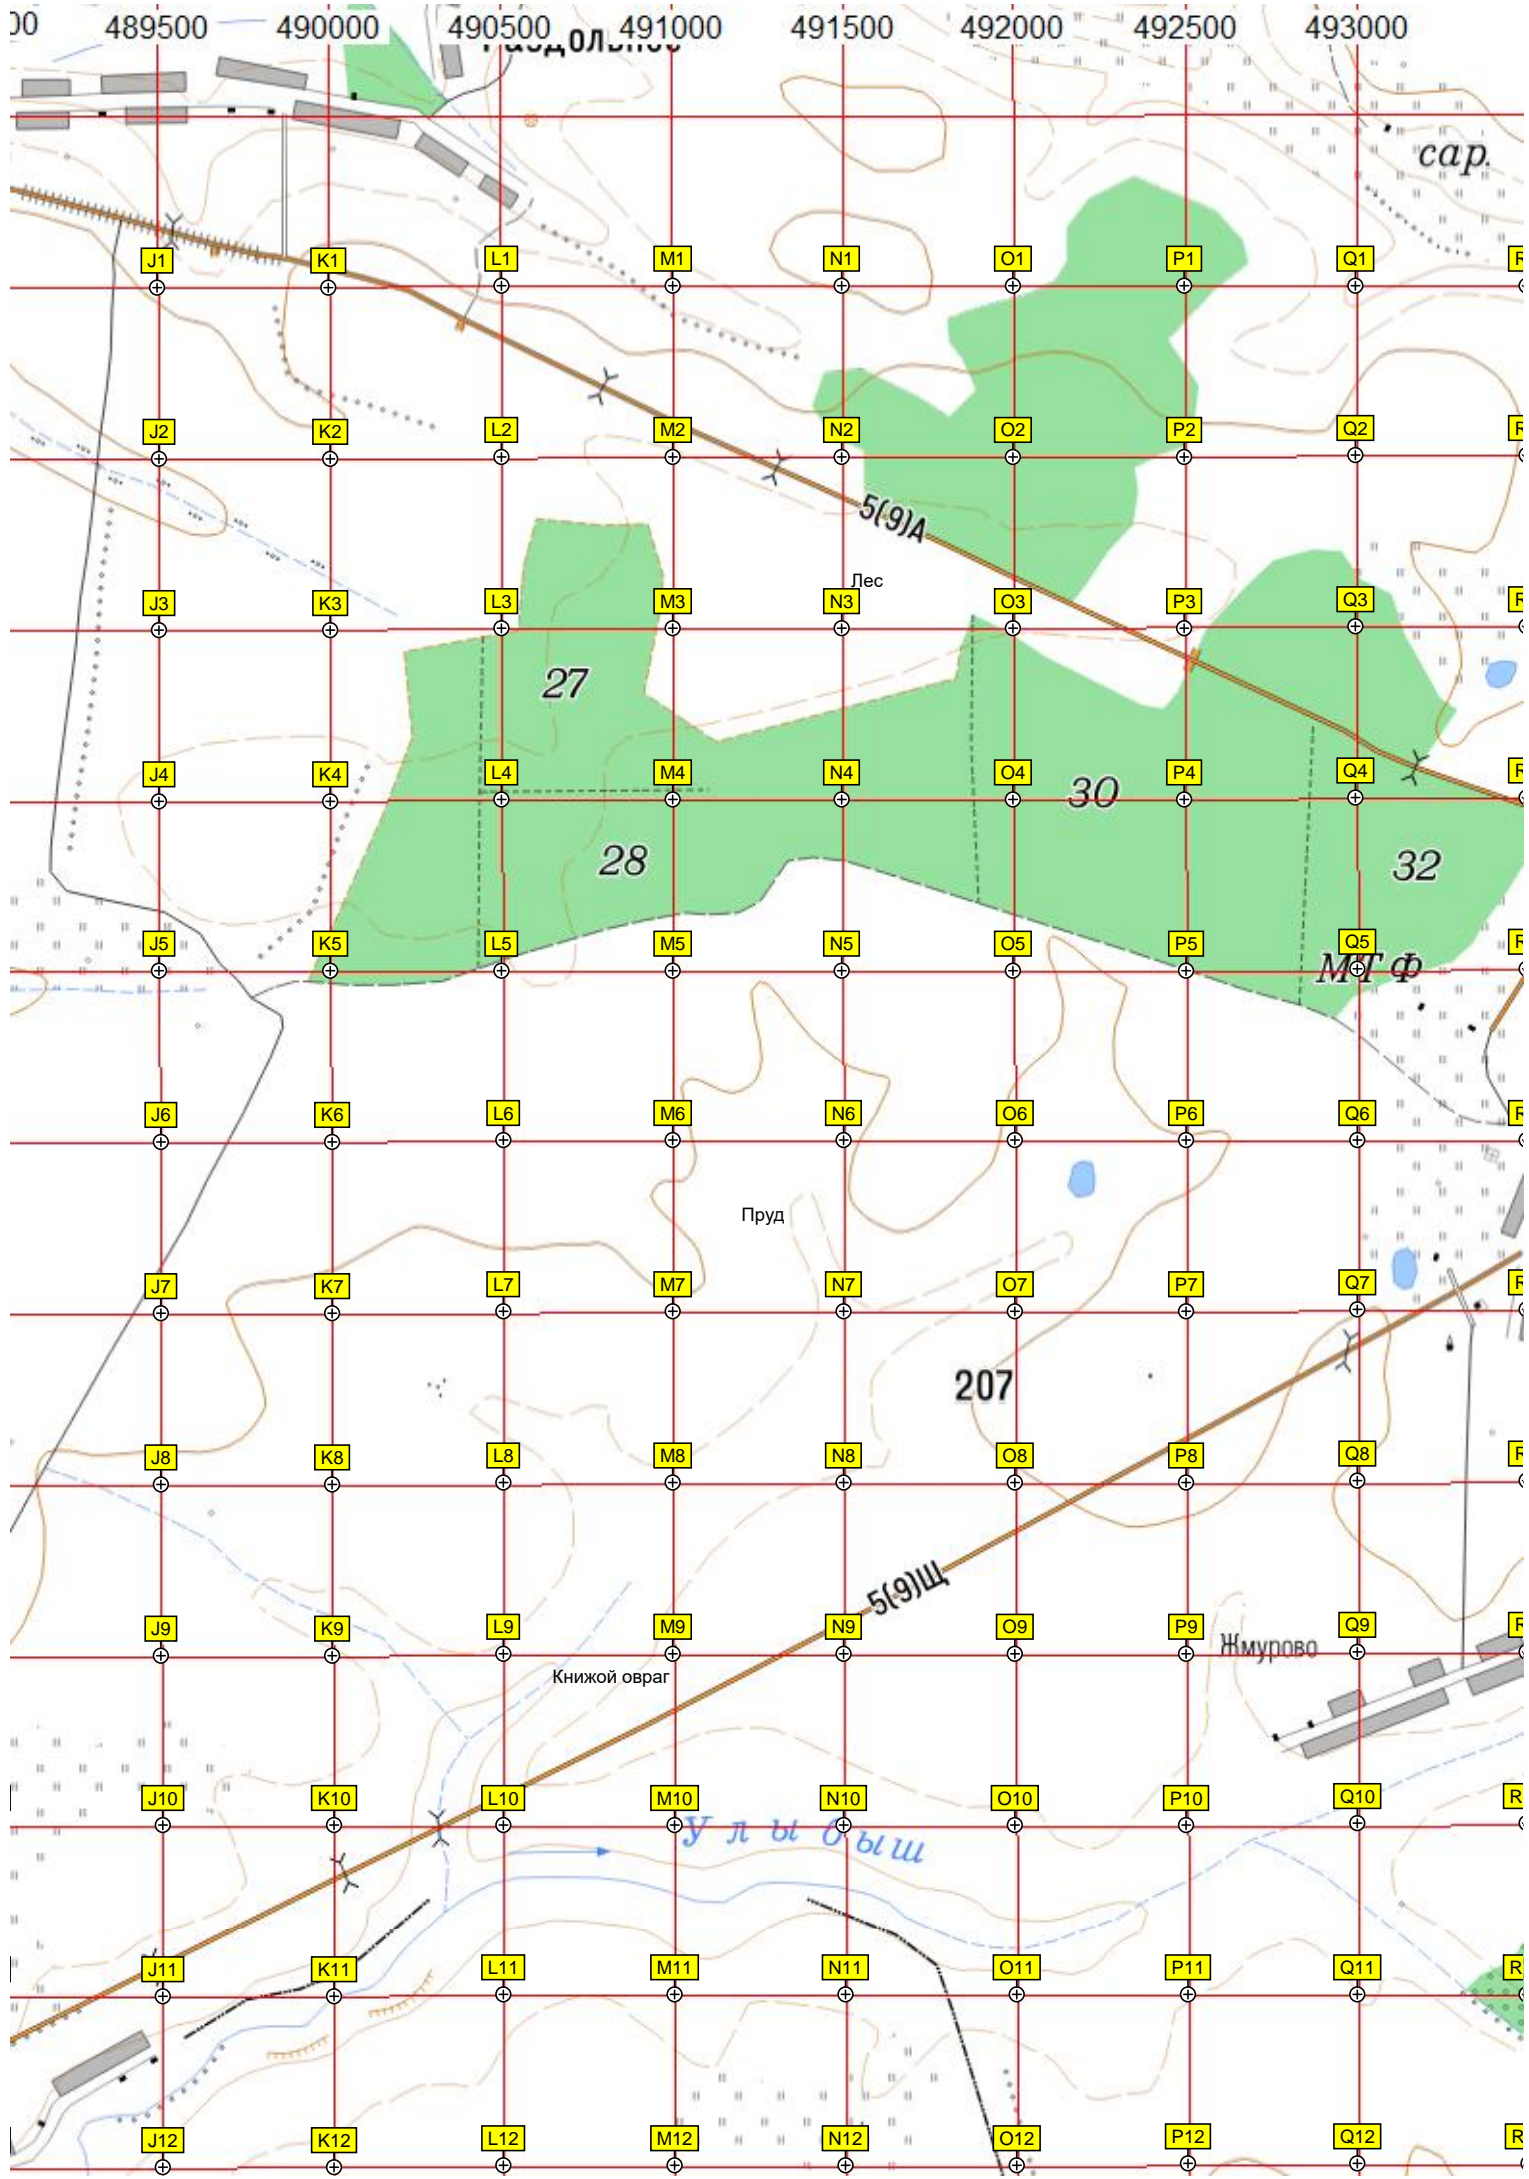 00 489500 490000 490500 491000 491500 492000 492500 493000
сар.
J1 K1 L1 M1 N1 O1 P1 Q1 R
J2 K2 L2 M2 N2 O2 P2 Q2 R
5(9)А
Лес
J3 K3 L3 M3 N3 O3 P3 Q3 R
27
J4 K4 L4 M4 N4 O4 P4 Q4 R
30
28
32
J5 K5 L5 M5 N5 O5 P5 Q5 R
МТФ
J6 K6 L6 M6 N6 O6 P6 Q6 R
Пруд
J7 K7 L7 M7 N7 O7 P7 Q7 R
207
J8 K8 L8 M8 N8 O8 P8 Q8 R
5(9)Щ
J9 K9 L9 M9 N9 O9 P9 Q9 R
Жмурово
Книжой овраг
J10 K10 L10 M10 N10 O10 P10 Q10 R
Улыбыш
J11 K11 L11 M11 N11 O11 P11 Q11 R
J12 K12 L12 M12 N12 O12 P12 Q12 R